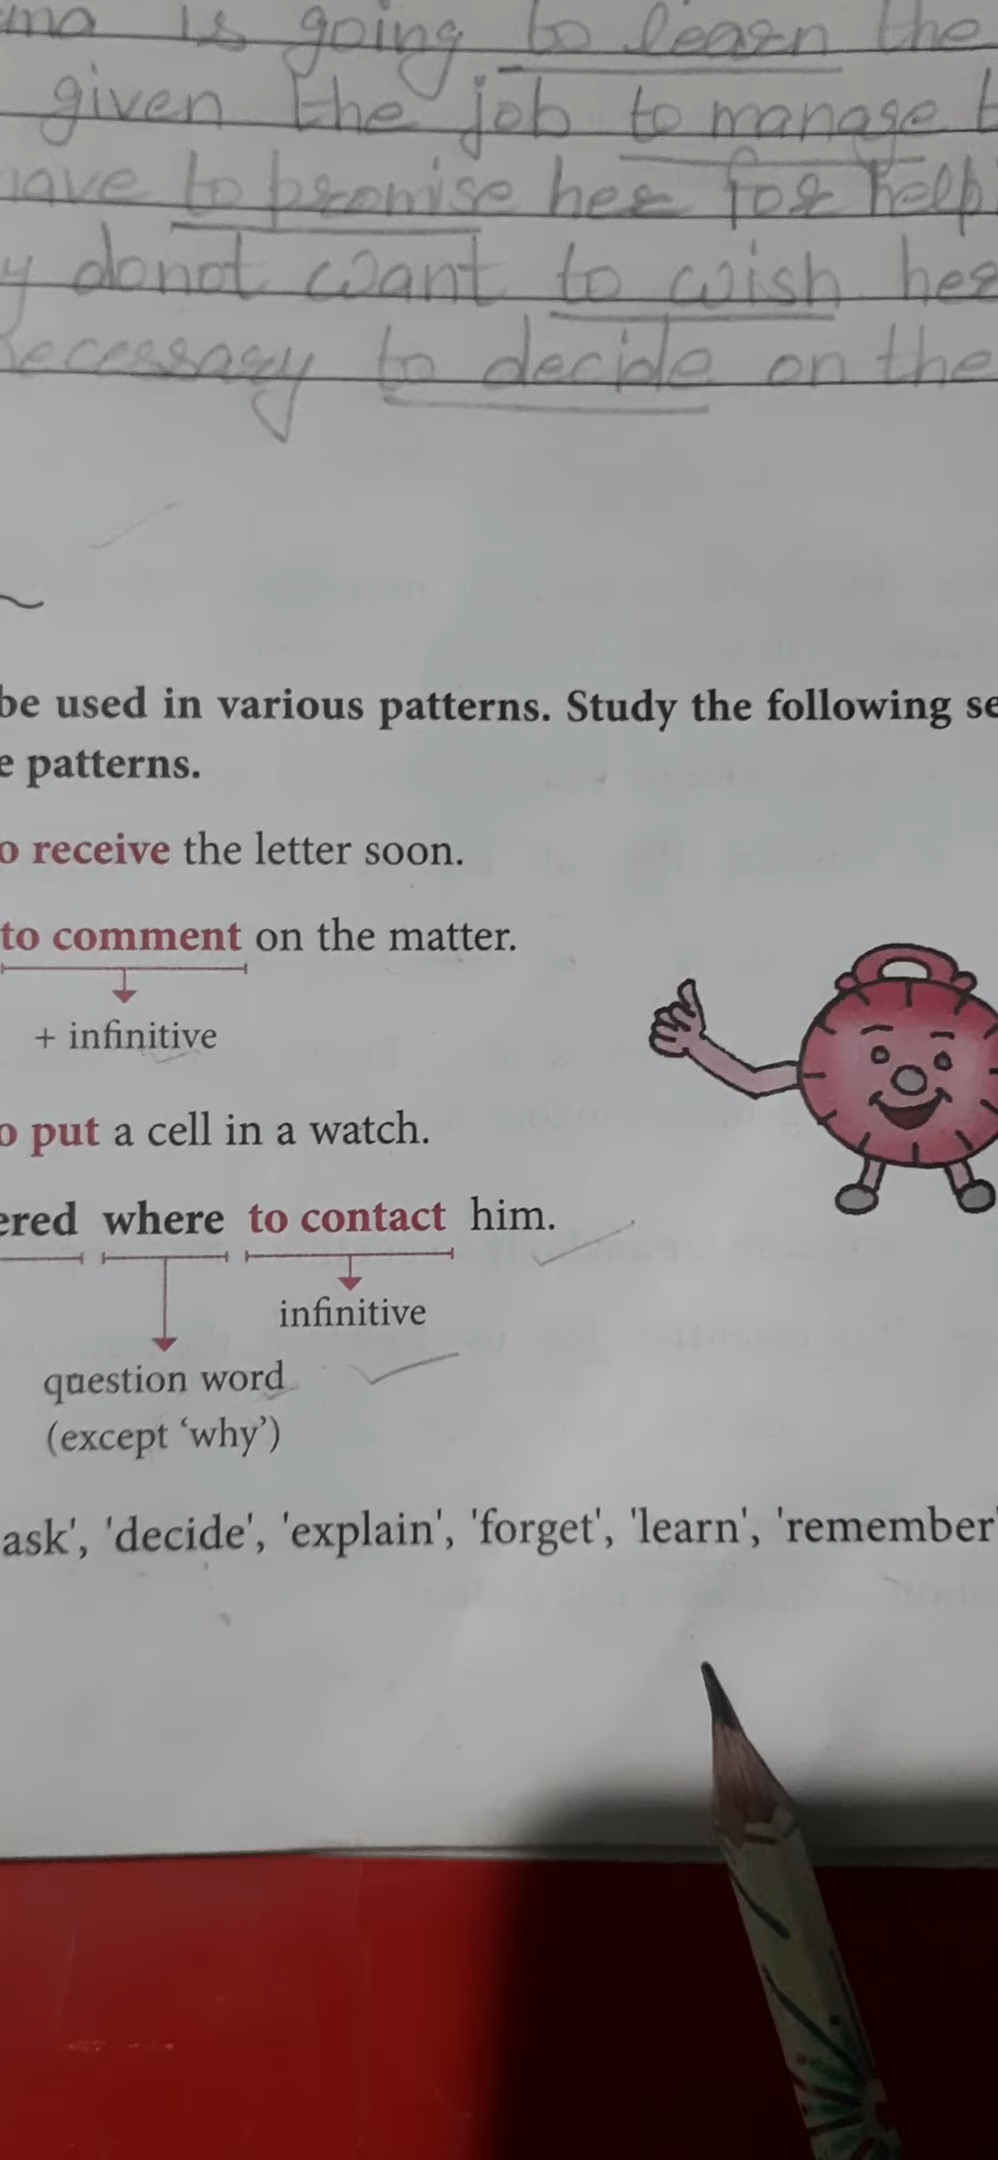 ma is going to learn the
given the job to manage t
have to promise her for help
y donot want to wish her
necessary to decide on the
be used in various patterns. Study the following se
e patterns.
o receive the letter soon.
to comment on the matter.
+ infinitive
o put a cell in a watch.
ered where to contact him.
infinitive
question word
(except 'why')
ask', 'decide', 'explain', 'forget', 'learn', 'remember'